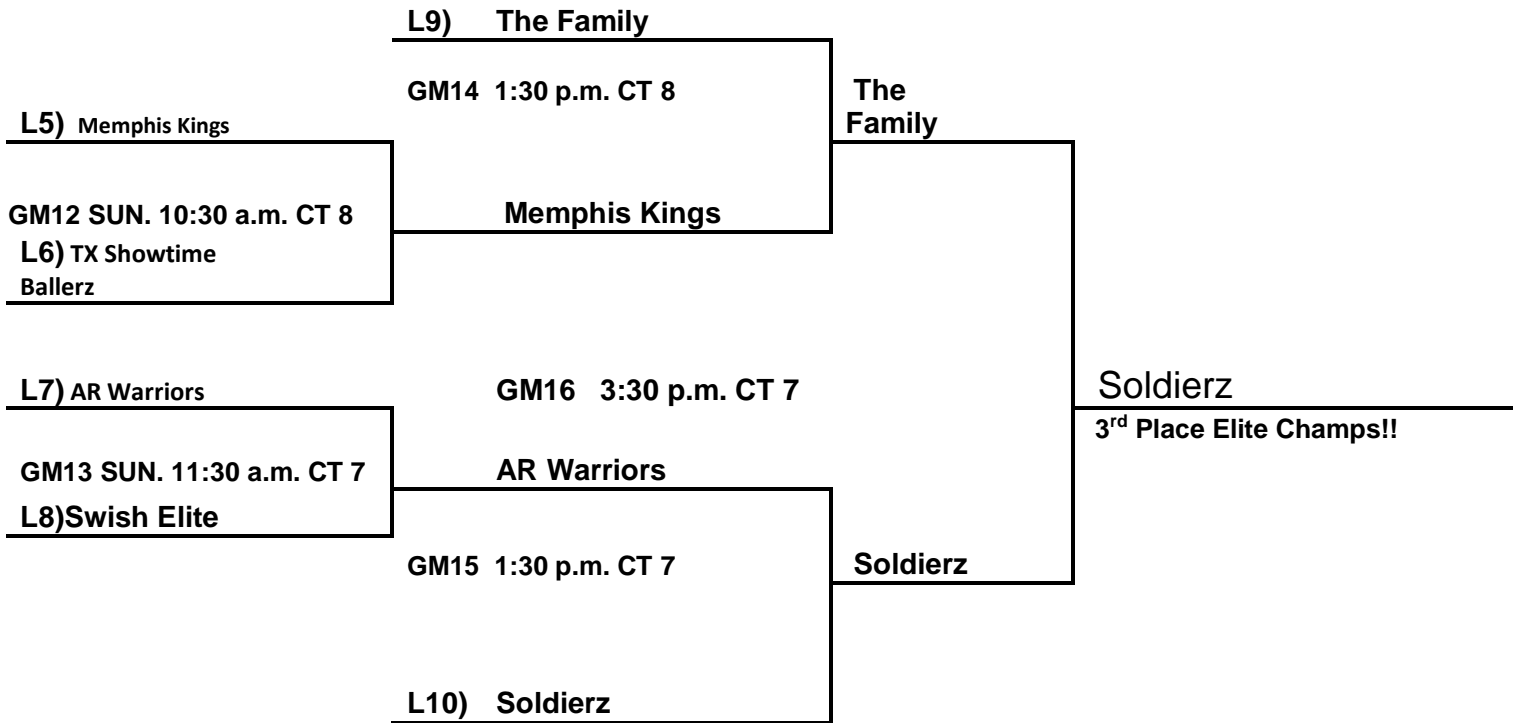 L9) The Family
GM14 1:30 p.m. CT 8
The
Family
L5) Memphis Kings
GM12 SUN. 10:30 a.m. CT 8
Memphis Kings
L6) TX Showtime
Ballerz
L7) AR Warriors
GM16 3:30 p.m. CT 7
Soldierz
3rd Place Elite Champs!!
GM13 SUN. 11:30 a.m. CT 7
AR Warriors
L8)Swish Elite
GM15 1:30 p.m. CT 7
Soldierz
L10) Soldierz